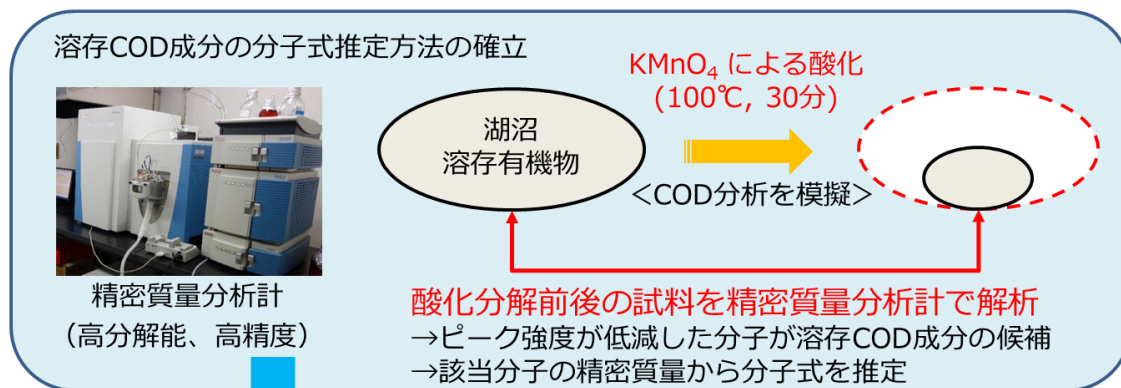 溶存COD成分の分子式推定方法の確立
KMnO₄ による酸化
(100℃, 30分)
湖沼
溶存有機物
<COD分析を模擬>
精密質量分析計
（高分解能、高精度）
酸化分解前後の試料を精密質量分析計で解析
→ピーク強度が低減した分子が溶存COD成分の候補
→該当分子の精密質量から分子式を推定